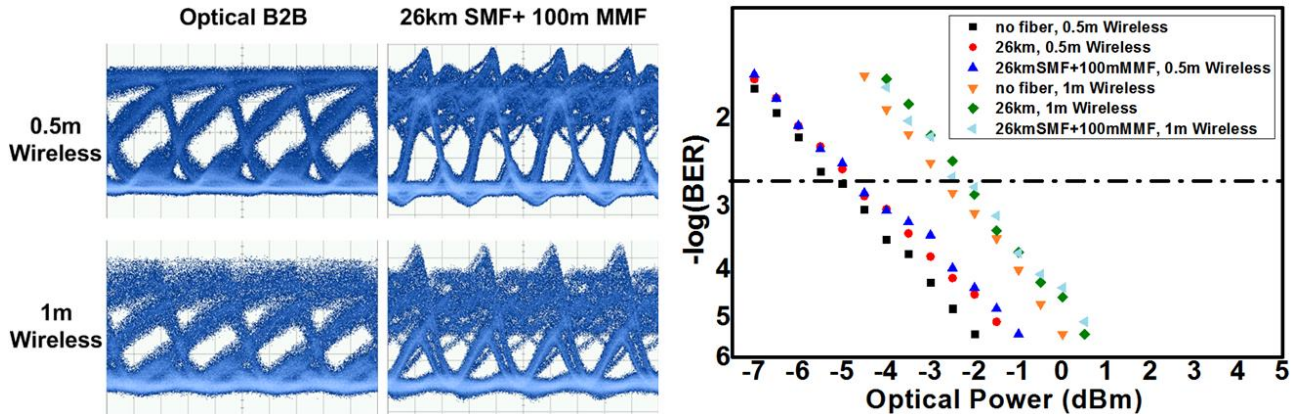 Optical B2B
26km SMF+ 100m MMF
0.5m
Wireless
1m
Wireless
no fiber, 0.5m Wireless
26km, 0.5m Wireless
26kmSMF+100mMMF, 0.5m Wireless
no fiber, 1m Wireless
26km, 1m Wireless
26kmSMF+100mMMF, 1m Wireless
-log(BER)
2
3
4
5
6
-7 -6 -5 -4 -3 -2 -1 0 1 2 3 4 5
Optical Power (dBm)